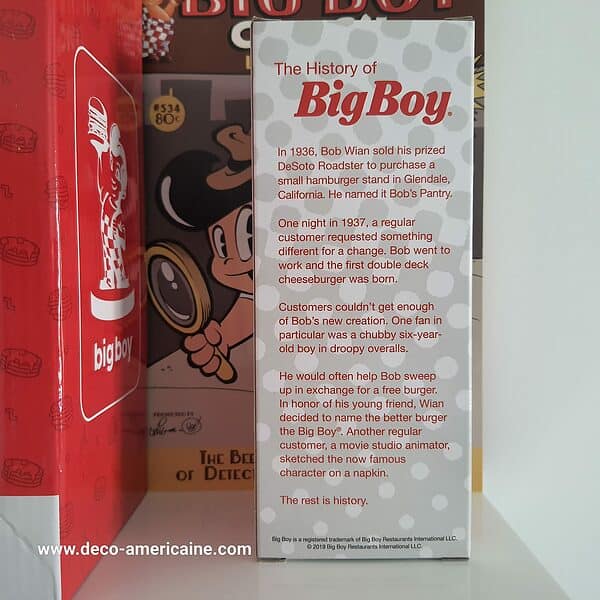 BIG BOY
#534
80¢
bigboy
PRESENTED BY
THE BEE
OF DETEC
The History of
Big Boy®
In 1936, Bob Wian sold his prized
DeSoto Roadster to purchase a
small hamburger stand in Glendale,
California. He named it Bob's Pantry.
One night in 1937, a regular
customer requested something
different for a change. Bob went to
work and the first double deck
cheeseburger was born.
Customers couldn't get enough
of Bob's new creation. One fan in
particular was a chubby six-year-
old boy in droopy overalls.
He would often help Bob sweep
up in exchange for a free burger.
In honor of his young friend, Wian
decided to name the better burger
the Big Boy®. Another regular
customer, a movie studio animator,
sketched the now famous
character on a napkin.
The rest is history.
Big Boy is a registered trademark of Big Boy Restaurants International LLC.
© 2019 Big Boy Restaurants International LLC.
www.deco-americaine.com